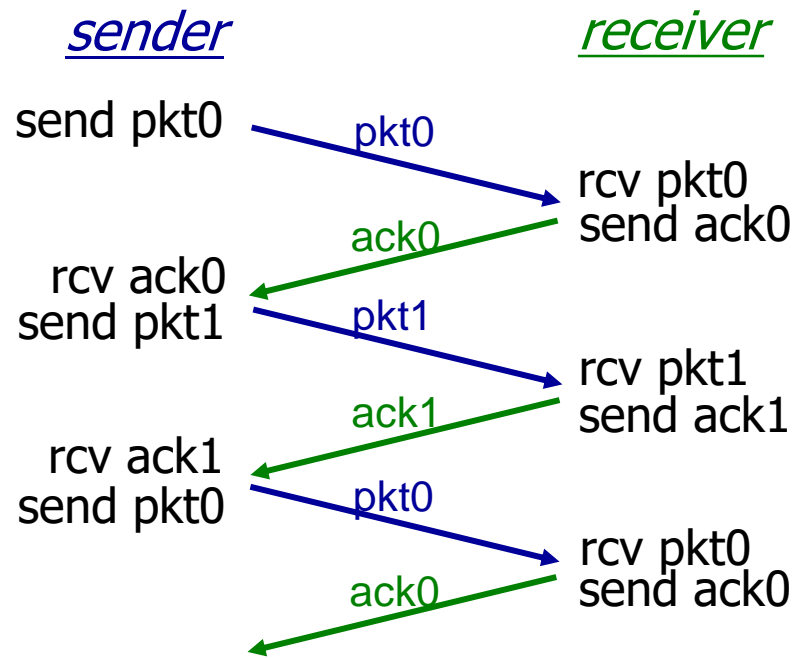 sender
receiver
send pkt0
pkt0
rcv pkt0
send ack0
ack0
rcv ack0
send pkt1
pkt1
rcv pkt1
send ack1
ack1
rcv ack1
send pkt0
pkt0
rcv pkt0
send ack0
ack0